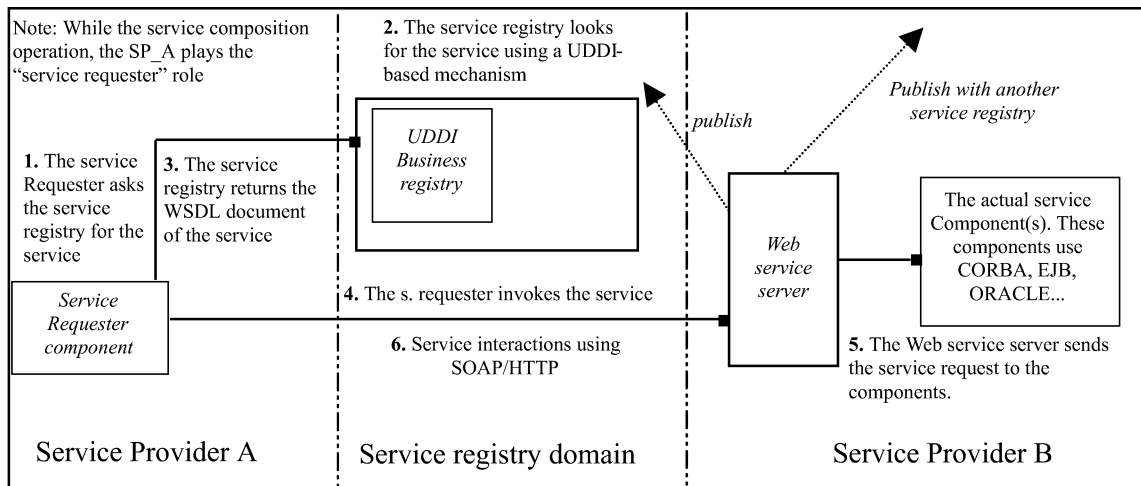 Note: While the service composition
operation, the SP_A plays the
“service requester” role
2. The service registry looks
for the service using a UDDI-
based mechanism
Publish with another
service registry
publish
UDDI
Business
registry
1. The service
Requester asks
the service
registry for the
service
3. The service
registry returns the
WSDL document
of the service
Web
service
server
The actual service
Component(s). These
components use
CORBA, EJB,
ORACLE...
Service
Requester
component
4. The s. requester invokes the service
6. Service interactions using
SOAP/HTTP
5. The Web service server sends
the service request to the
components.
Service Provider A
Service registry domain
Service Provider B